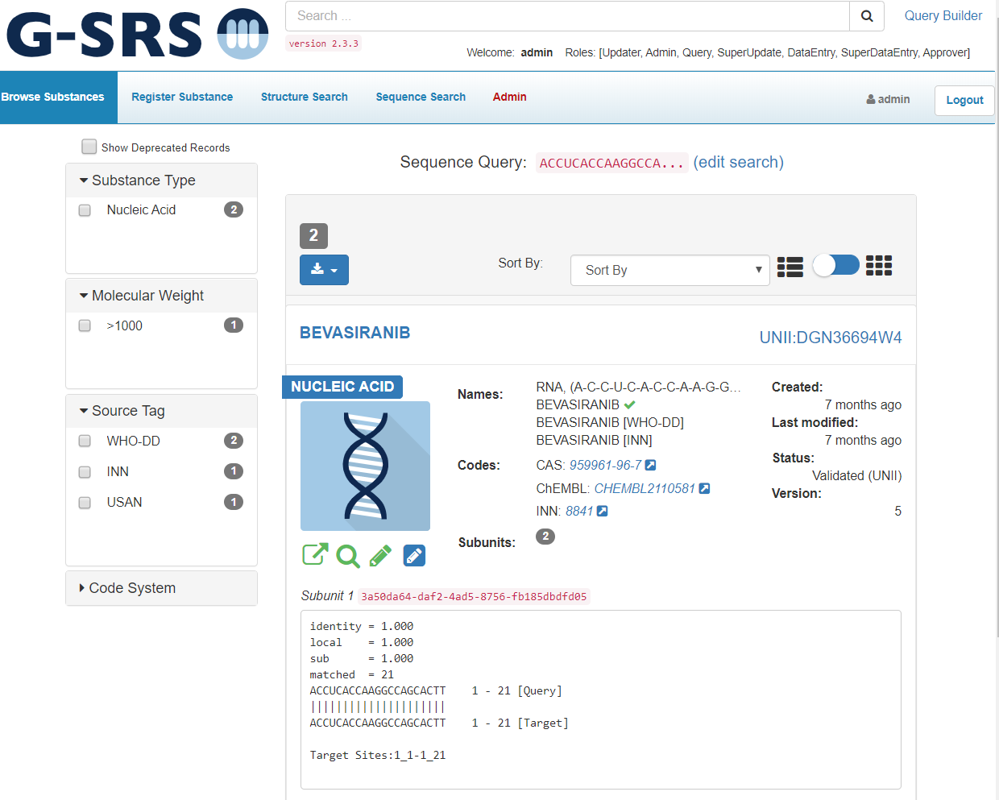 G-SRS
Search ...
Query Builder
version 2.3.3
Welcome: admin Roles: [Updater, Admin, Query, SuperUpdate, DataEntry, SuperDataEntry, Approver]
Browse Substances Register Substance Structure Search Sequence Search Admin admin Logout
Show Deprecated Records
Substance Type
Nucleic Acid 2
Molecular Weight
>1000 1
Source Tag
WHO-DD 2
INN 1
USAN 1
Code System
Sequence Query: ACCUCACCAAGGCCA... (edit search)
2
Sort By: Sort By
BEVASIRANIB
UNII:DGN36694W4
NUCLEIC ACID
Names:
RNA, (A-C-C-U-C-A-C-C-A-A-G-G...
BEVASIRANIB
BEVASIRANIB [WHO-DD]
BEVASIRANIB [INN]
Codes:
CAS: 959961-96-7
ChEMBL: CHEMBL2110581
INN: 8841
Subunits: 2
Created:
7 months ago
Last modified:
7 months ago
Status:
Validated (UNII)
Version:
5
Subunit 1 3a50da64-daf2-4ad5-8756-fb185dbdfd05
identity = 1.000
local = 1.000
sub = 1.000
matched = 21
ACCUCACCAAGGCCAGCACTT 1 - 21 [Query]
|||||||||||||||||||||
ACCUCACCAAGGCCAGCACTT 1 - 21 [Target]
Target Sites:1_1-1_21